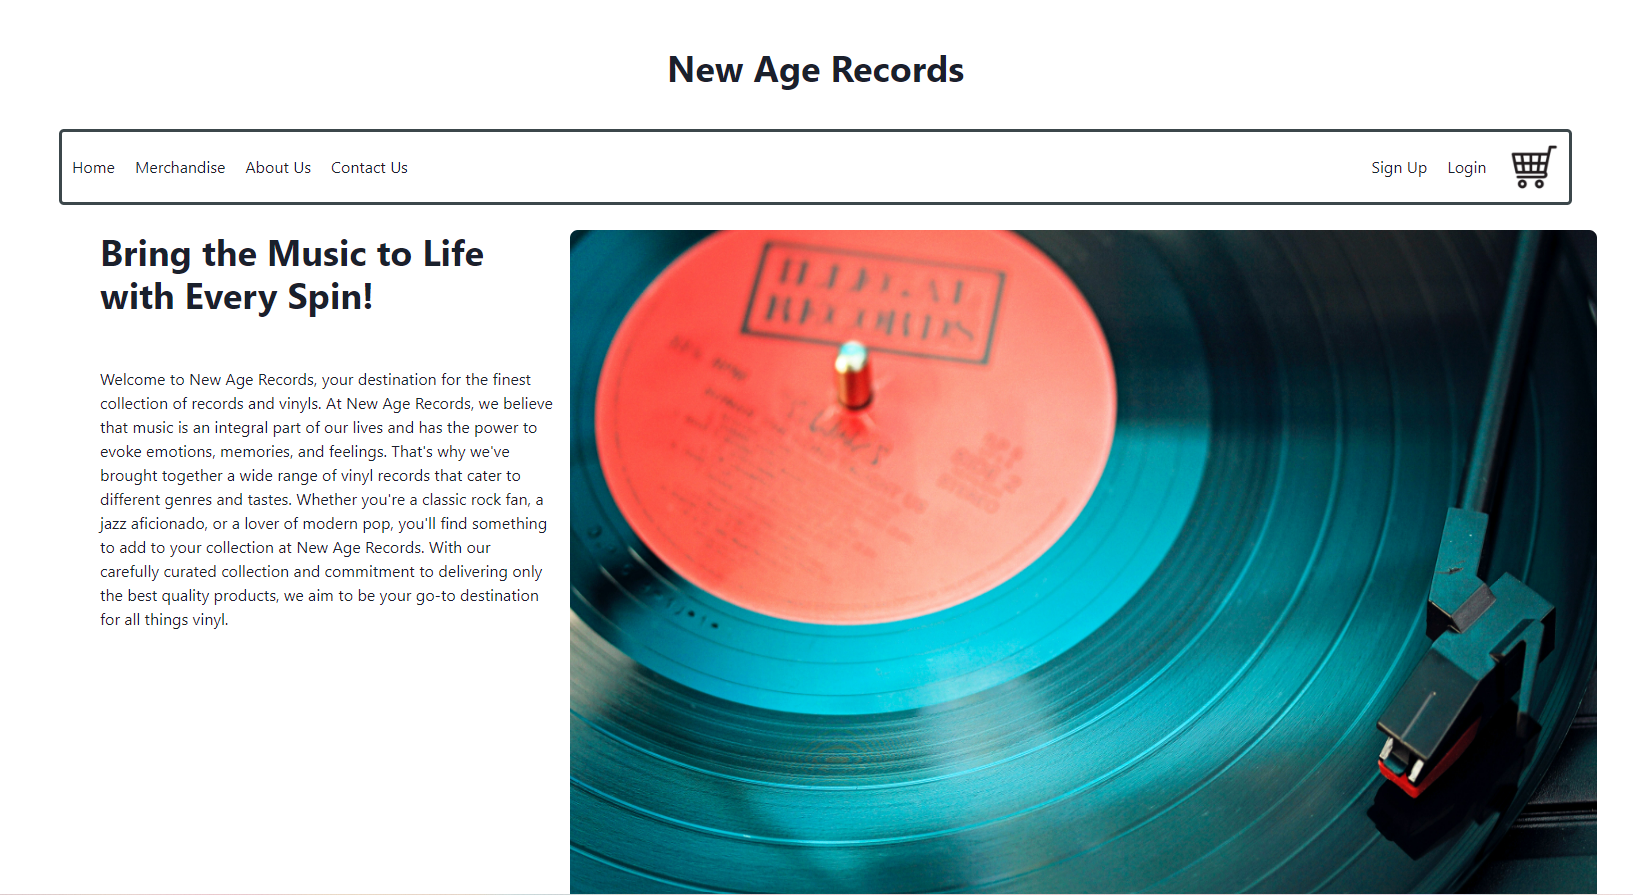 New Age Records
Home Merchandise About Us Contact Us Sign Up Login
Bring the Music to Life
with Every Spin!
Welcome to New Age Records, your destination for the finest
collection of records and vinyls. At New Age Records, we believe
that music is an integral part of our lives and has the power to
evoke emotions, memories, and feelings. That's why we've
brought together a wide range of vinyl records that cater to
different genres and tastes. Whether you're a classic rock fan, a
jazz aficionado, or a lover of modern pop, you'll find something
to add to your collection at New Age Records. With our
carefully curated collection and commitment to delivering only
the best quality products, we aim to be your go-to destination
for all things vinyl.
ILLEGAL
RECORDS